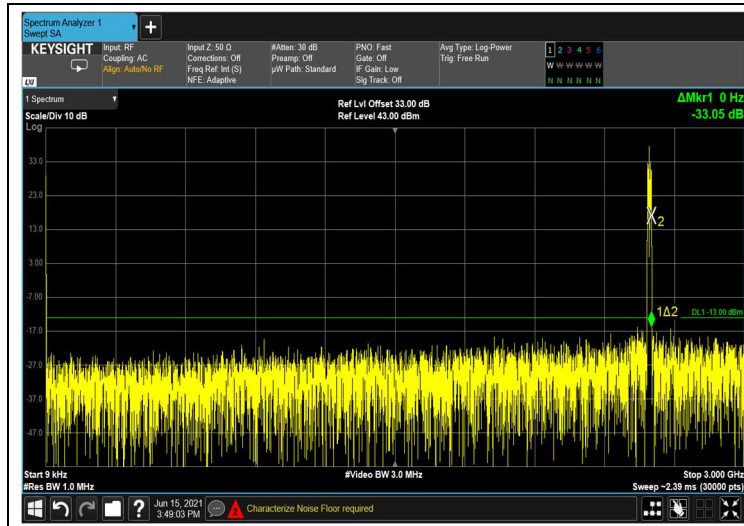 Spectrum Analyzer 1
Swept SA
+
KEYSIGHT
LXI
Input: RF
Coupling: AC
Align: Auto/No RF
Input Z: 50 Ω
Corrections: Off
Freq Ref: Int (S)
NFE: Adaptive
#Atten: 30 dB
Preamp: Off
µW Path: Standard
PNO: Fast
Gate: Off
IF Gain: Low
Sig Track: Off
Avg Type: Log-Power
Trig: Free Run
1 2 3 4 5 6
W W W W W W
N N N N N N
1 Spectrum
Scale/Div 10 dB
Log
Ref Lvl Offset 33.00 dB
Ref Level 43.00 dBm
ΔMkr1 0 Hz
-33.05 dB
33.0
23.0
13.0
3.00
-7.00
-17.0
-27.0
-37.0
-47.0
2
1Δ2
DL1 -13.00 dBm
Start 9 kHz
#Res BW 1.0 MHz
#Video BW 3.0 MHz
Stop 3.000 GHz
Sweep ~2.39 ms (30000 pts)
?
Jun 15, 2021
3:49:03 PM
2
Characterize Noise Floor required